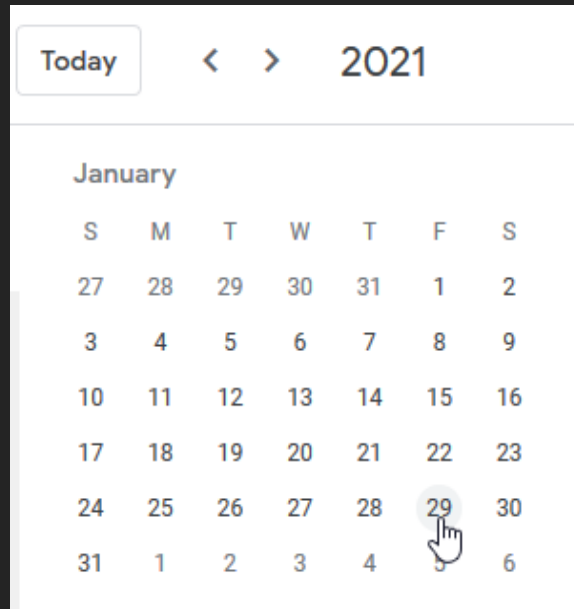 Today < > 2021
January
S M T W T F S
27 28 29 30 31 1 2
3 4 5 6 7 8 9
10 11 12 13 14 15 16
17 18 19 20 21 22 23
24 25 26 27 28 29 30
31 1 2 3 4 5 6